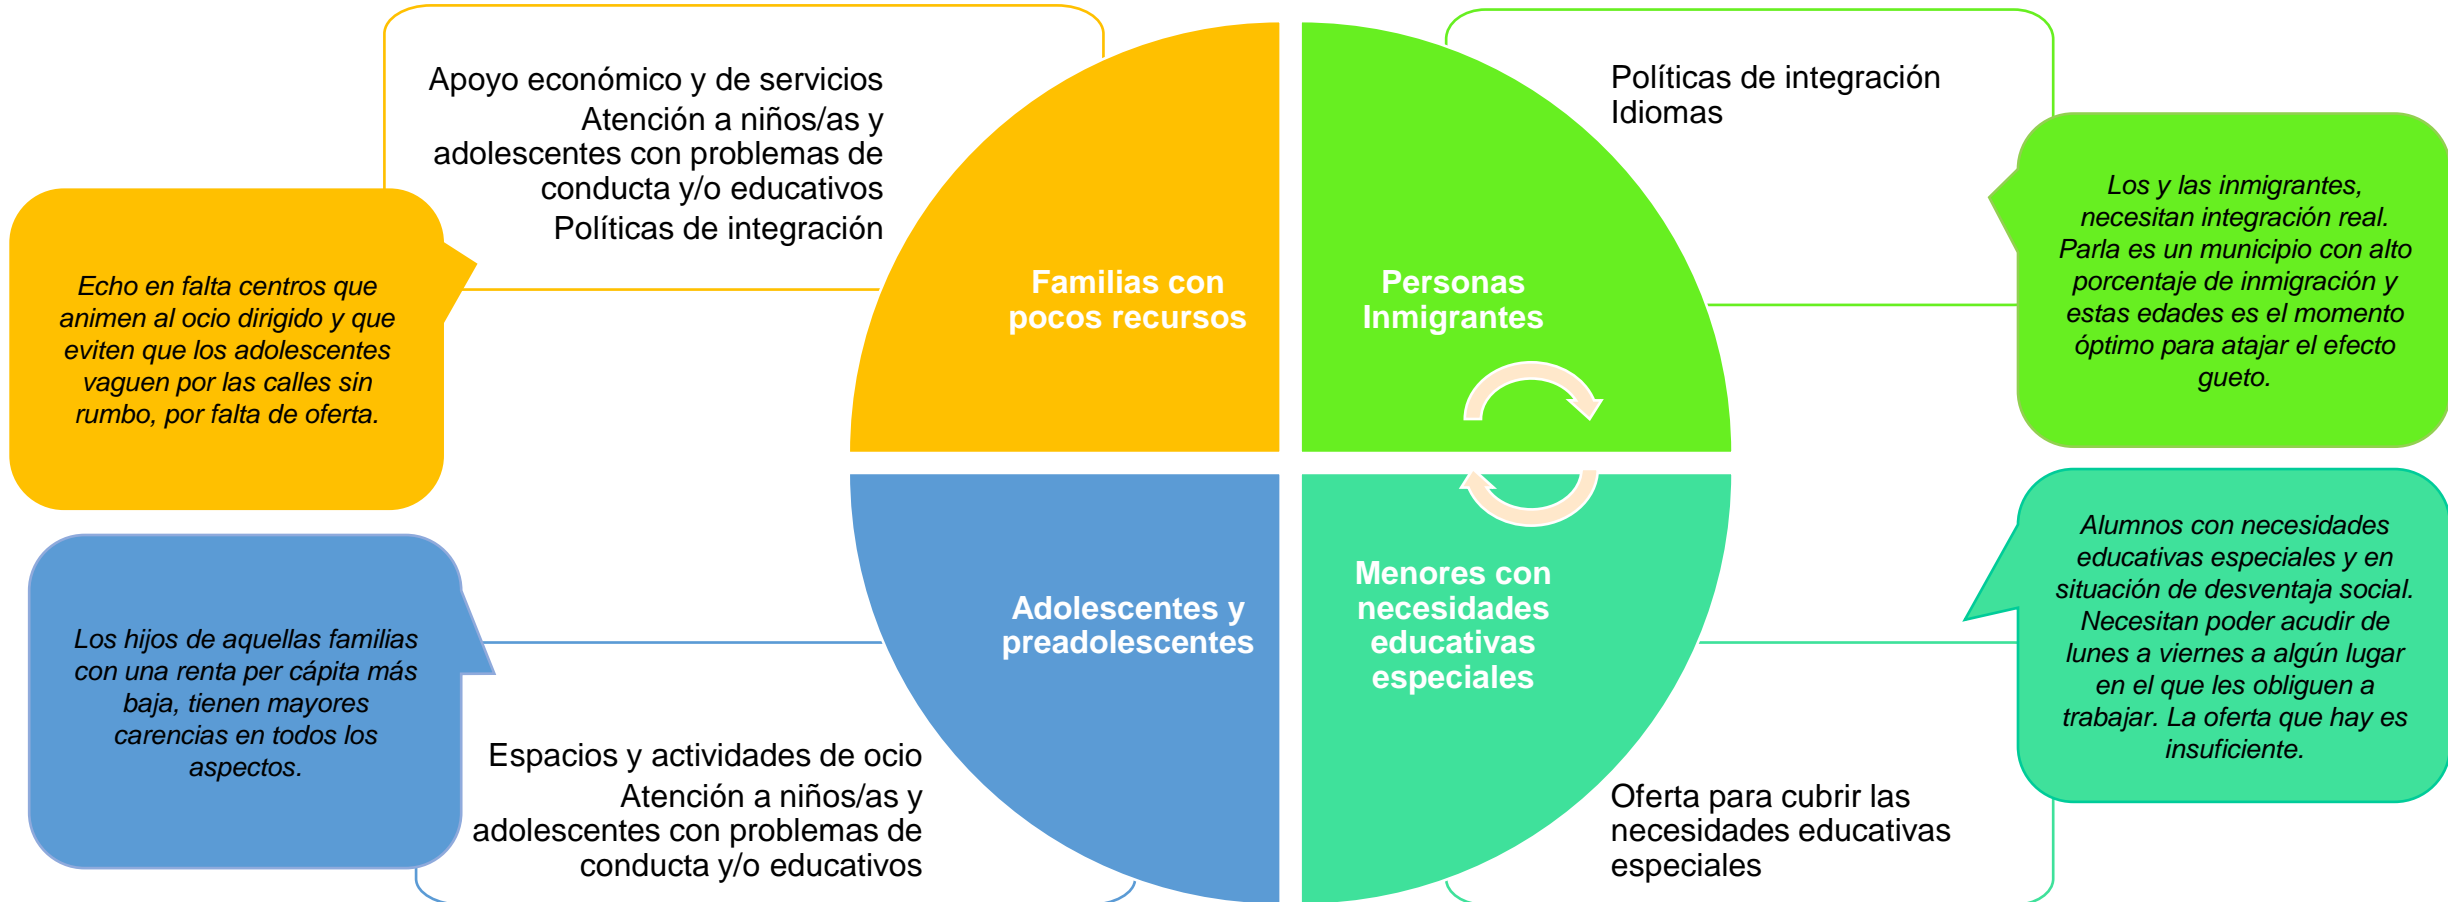 Apoyo económico y de servicios
Atención a niños/as y
adolescentes con problemas de
conducta y/o educativos
Políticas de integración
Echo en falta centros que
animen al ocio dirigido y que
eviten que los adolescentes
vaguen por las calles sin
rumbo, por falta de oferta.
Familias con
pocos recursos
Personas
Inmigrantes
Políticas de integración
Idiomas
Los y las inmigrantes,
necesitan integración real.
Parla es un municipio con alto
porcentaje de inmigración y
estas edades es el momento
óptimo para atajar el efecto
gueto.
Los hijos de aquellas familias
con una renta per cápita más
baja, tienen mayores
carencias en todos los
aspectos.
Espacios y actividades de ocio
Atención a niños/as y
adolescentes con problemas de
conducta y/o educativos
Adolescentes y
preadolescentes
Menores con
necesidades
educativas
especiales
Oferta para cubrir las
necesidades educativas
especiales
Alumnos con necesidades
educativas especiales y en
situación de desventaja social.
Necesitan poder acudir de
lunes a viernes a algún lugar
en el que les obliguen a
trabajar. La oferta que hay es
insuficiente.